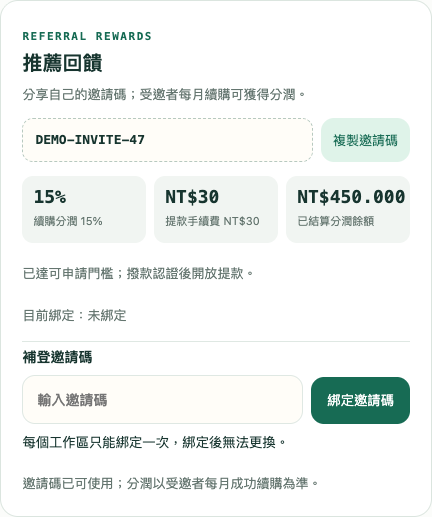 REFERRAL REWARDS
推薦回饋
分享自己的邀請碼；受邀者每月續購可獲得分潤。
DEMO-INVITE-47
複製邀請碼
15%
續購分潤 15%
NT$30
提款手續費 NT$30
NT$450.000
已結算分潤餘額
已達可申請門檻；撥款認證後開放提款。
目前綁定：未綁定
補登邀請碼
輸入邀請碼
綁定邀請碼
每個工作區只能綁定一次，綁定後無法更換。
邀請碼已可使用；分潤以受邀者每月成功續購為準。